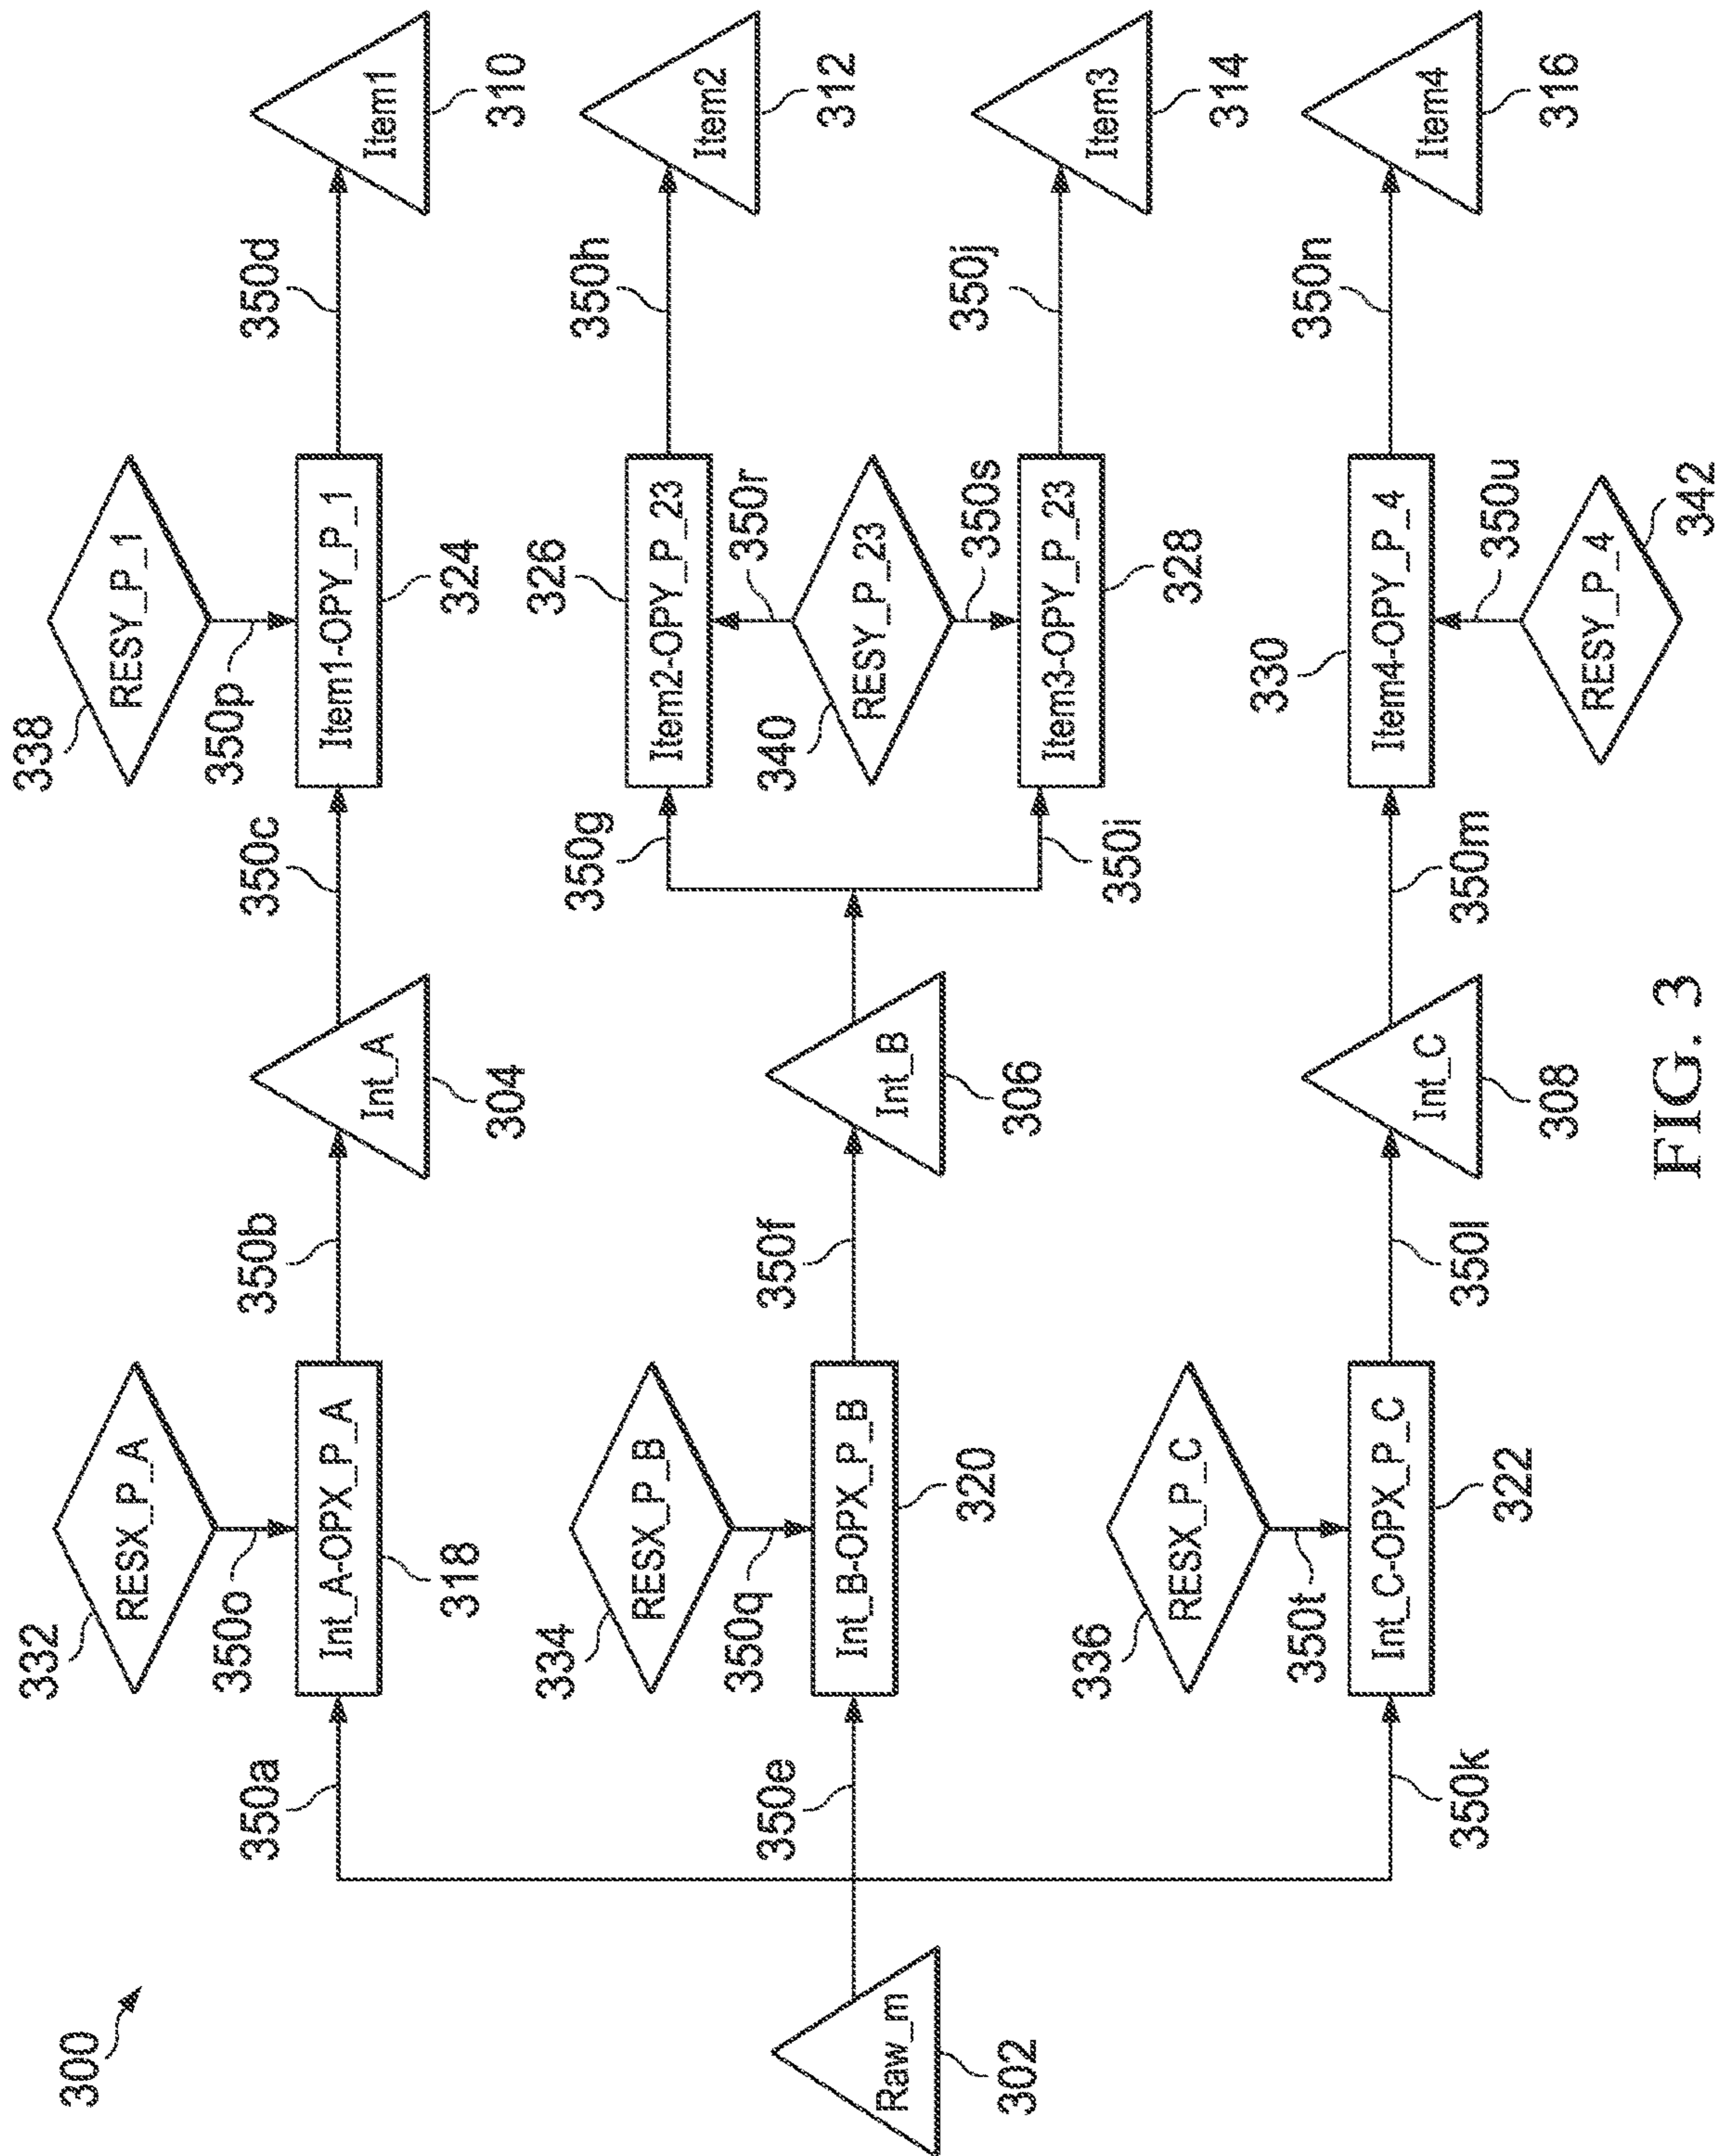 300
Raw_m
302
350a
350e
350k
332
RESX_P_A
350o
Int_A-OPX_P_A
318
334
RESX_P_B
350q
Int_B-OPX_P_B
320
336
RESX_P_C
350t
Int_C-OPX_P_C
322
350b
350f
350l
Int_A
304
Int_B
306
Int_C
308
350c
350g
350i
350m
338
RESY_P_1
350p
Item1-OPY_P_1
324
326
Item2-OPY_P_23
350r
340
RESY_P_23
350s
Item3-OPY_P_23
328
330
Item4-OPY_P_4
350u
RESY_P_4
342
350d
350h
350j
350n
Item1
310
Item2
312
Item3
314
Item4
316
FIG. 3